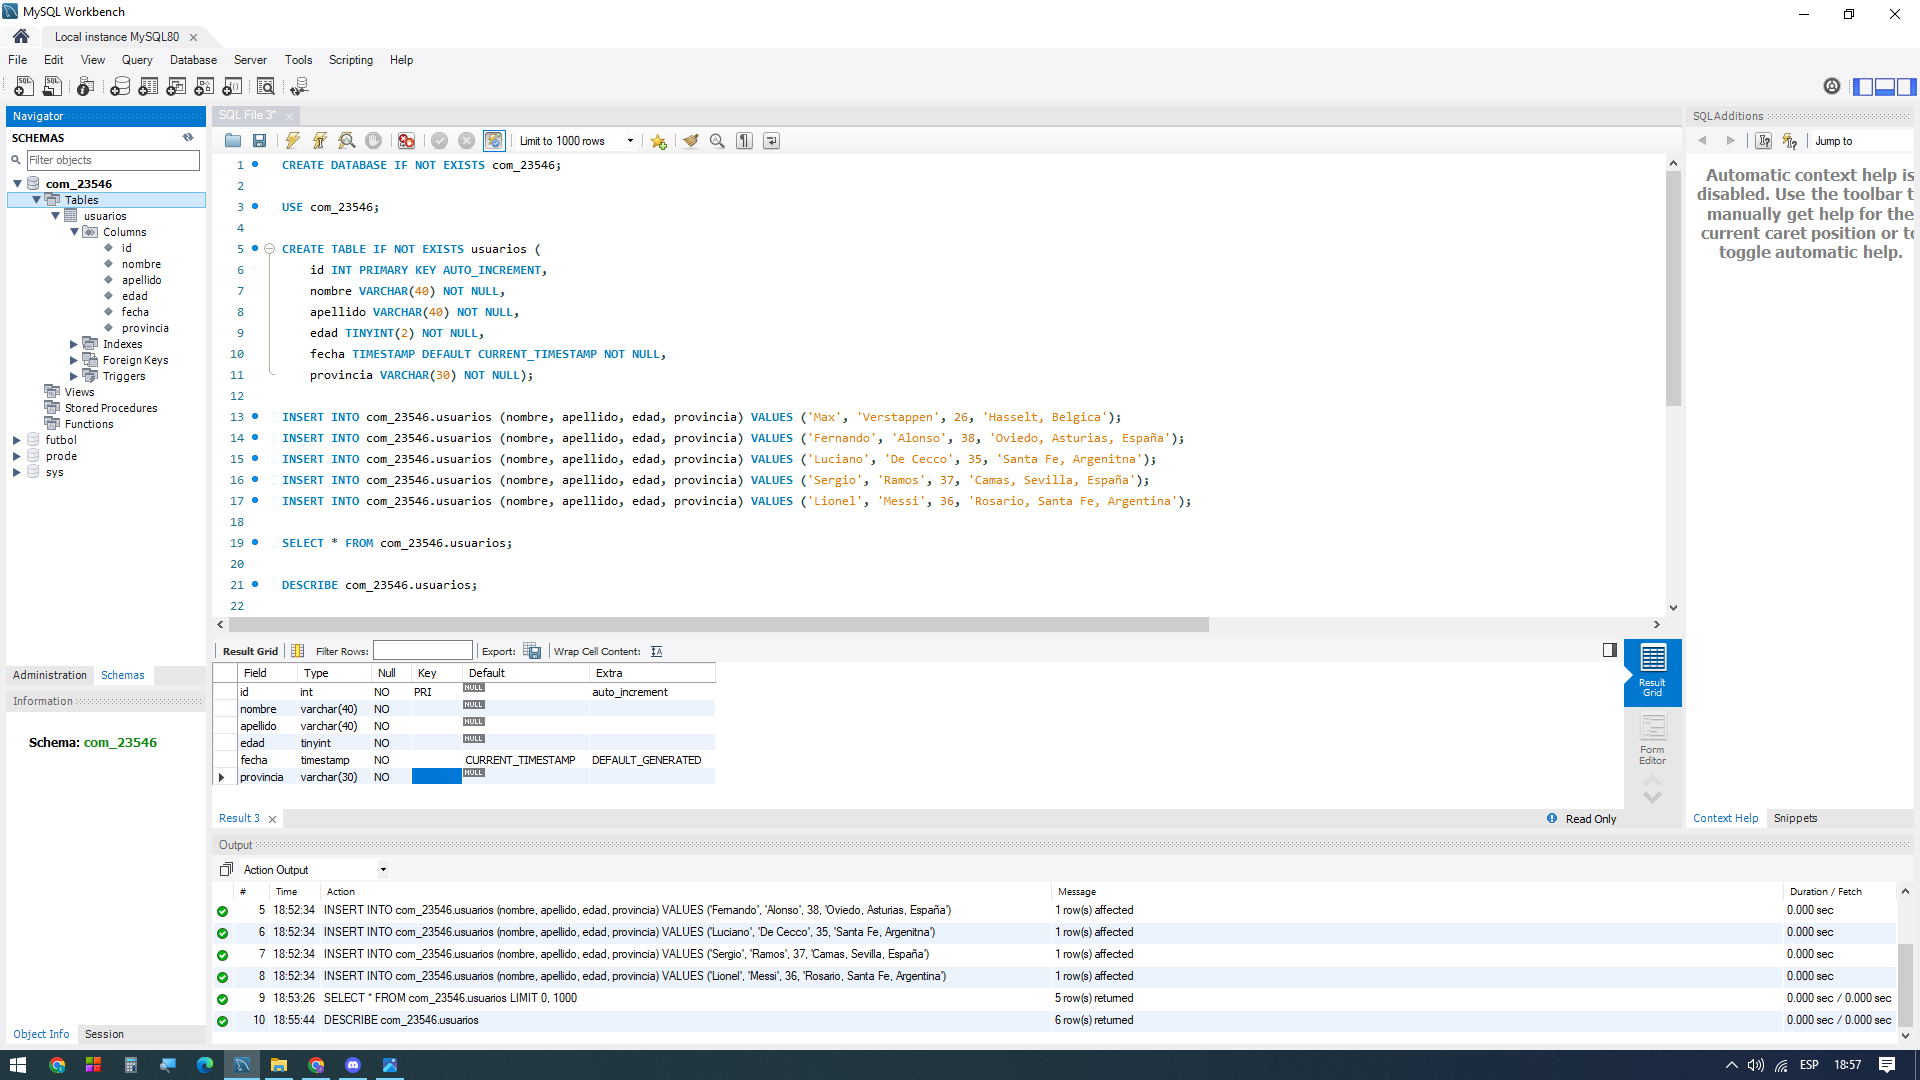 MySQL Workbench
Local instance MySQL80
File Edit View Query Database Server Tools Scripting Help
Navigator
SCHEMAS
Filter objects
com_23546
Tables
usuarios
Columns
id
nombre
apellido
edad
fecha
provincia
Indexes
Foreign Keys
Triggers
Views
Stored Procedures
Functions
futbol
prode
sys
Administration Schemas
Information
Schema: com_23546
Object Info Session
SQL File 3*
Limit to 1000 rows
1 CREATE DATABASE IF NOT EXISTS com_23546;
2
3 USE com_23546;
4
5 CREATE TABLE IF NOT EXISTS usuarios (
6 id INT PRIMARY KEY AUTO_INCREMENT,
7 nombre VARCHAR(40) NOT NULL,
8 apellido VARCHAR(40) NOT NULL,
9 edad TINYINT(2) NOT NULL,
10 fecha TIMESTAMP DEFAULT CURRENT_TIMESTAMP NOT NULL,
11 provincia VARCHAR(30) NOT NULL);
12
13 INSERT INTO com_23546.usuarios (nombre, apellido, edad, provincia) VALUES ('Max', 'Verstappen', 26, 'Hasselt, Belgica');
14 INSERT INTO com_23546.usuarios (nombre, apellido, edad, provincia) VALUES ('Fernando', 'Alonso', 38, 'Oviedo, Asturias, España');
15 INSERT INTO com_23546.usuarios (nombre, apellido, edad, provincia) VALUES ('Luciano', 'De Cecco', 35, 'Santa Fe, Argenitna');
16 INSERT INTO com_23546.usuarios (nombre, apellido, edad, provincia) VALUES ('Sergio', 'Ramos', 37, 'Camas, Sevilla, España');
17 INSERT INTO com_23546.usuarios (nombre, apellido, edad, provincia) VALUES ('Lionel', 'Messi', 36, 'Rosario, Santa Fe, Argentina');
18
19 SELECT * FROM com_23546.usuarios;
20
21 DESCRIBE com_23546.usuarios;
22
Result Grid Filter Rows: Export: Wrap Cell Content:
Field Type Null Key Default Extra
id int NO PRI NULL auto_increment
nombre varchar(40) NO NULL
apellido varchar(40) NO NULL
edad tinyint NO NULL
fecha timestamp NO CURRENT_TIMESTAMP DEFAULT_GENERATED
provincia varchar(30) NO NULL
Result Grid
Form Editor
Result 3
Read Only
SQLAdditions
Jump to
Automatic context help is
disabled. Use the toolbar t
manually get help for the
current caret position or to
toggle automatic help.
Context Help Snippets
Output
Action Output
# Time Action Message Duration / Fetch
5 18:52:34 INSERT INTO com_23546.usuarios (nombre, apellido, edad, provincia) VALUES ('Fernando', 'Alonso', 38, 'Oviedo, Asturias, España') 1 row(s) affected 0.000 sec
6 18:52:34 INSERT INTO com_23546.usuarios (nombre, apellido, edad, provincia) VALUES ('Luciano', 'De Cecco', 35, 'Santa Fe, Argenitna') 1 row(s) affected 0.000 sec
7 18:52:34 INSERT INTO com_23546.usuarios (nombre, apellido, edad, provincia) VALUES ('Sergio', 'Ramos', 37, 'Camas, Sevilla, España') 1 row(s) affected 0.000 sec
8 18:52:34 INSERT INTO com_23546.usuarios (nombre, apellido, edad, provincia) VALUES ('Lionel', 'Messi', 36, 'Rosario, Santa Fe, Argentina') 1 row(s) affected 0.000 sec
9 18:53:26 SELECT * FROM com_23546.usuarios LIMIT 0, 1000 5 row(s) returned 0.000 sec / 0.000 sec
10 18:55:44 DESCRIBE com_23546.usuarios 6 row(s) returned 0.000 sec / 0.000 sec
ESP 18:57